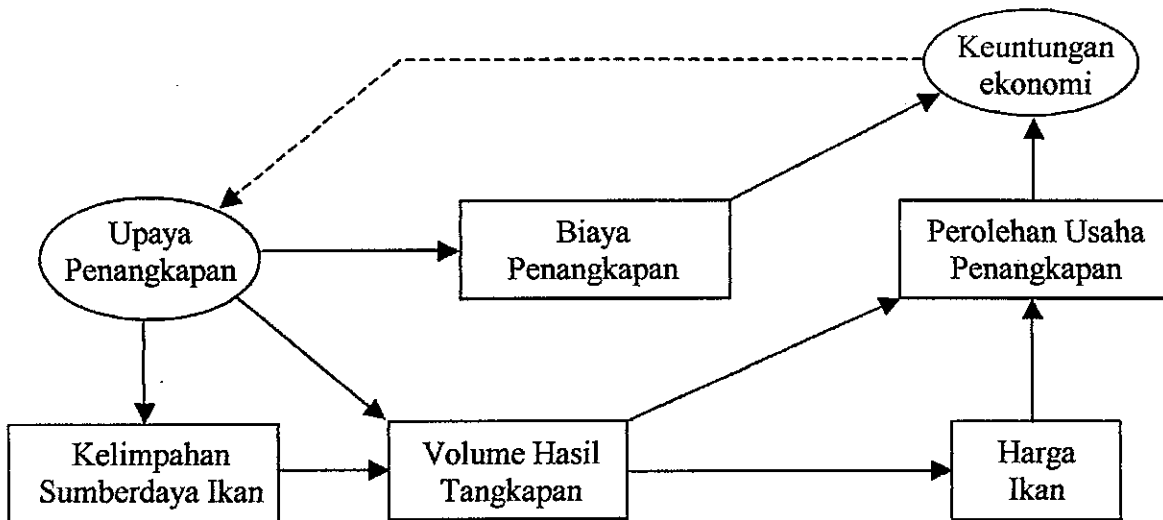 Keuntungan
ekonomi
Upaya
Penangkapan
Biaya
Penangkapan
Perolehan Usaha
Penangkapan
Kelimpahan
Sumberdaya Ikan
Volume Hasil
Tangkapan
Harga
Ikan